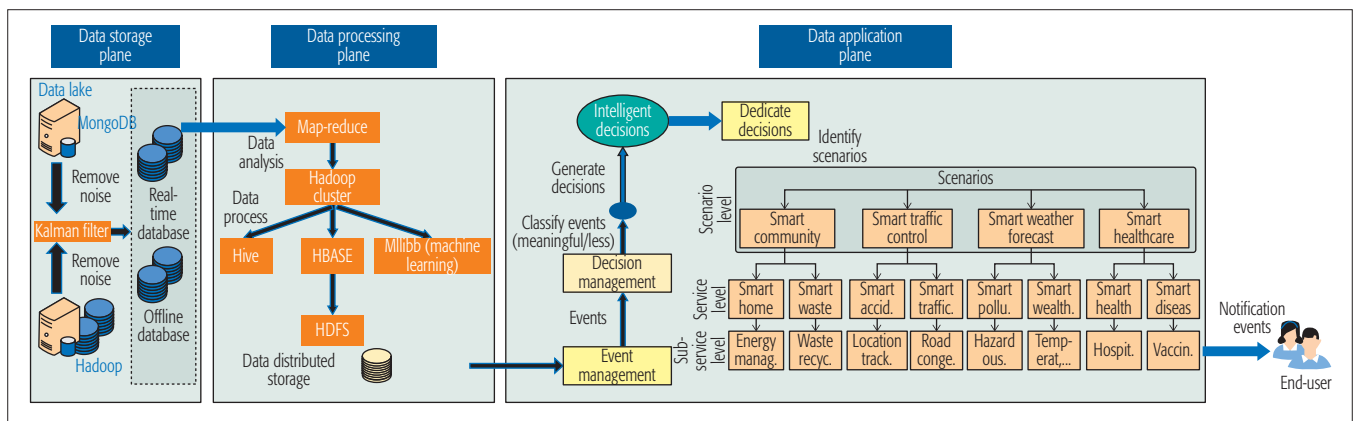 Data storage
plane
Data processing
plane
Data application
plane
Data lake
MongoDB
Remove
noise
Kalman filter
Remove
noise
Hadoop
Real-
time
database
Offline
database
Map-reduce
Data
analysis
Hadoop
cluster
Data
process
Hive
HBASE
Mllibb (machine
learning)
HDFS
Data distributed
storage
Intelligent
decisions
Dedicate
decisions
Generate
decisions
Classify events
(meaningful/less)
Decision
management
Events
Event
management
Identify
scenarios
Scenarios
Scenario
level
Smart
community
Smart traffic
control
Smart weather
forecast
Smart
healthcare
Service
level
Smart
home
Smart
waste
Smart
accid.
Smart
traffic.
Smart
pollu.
Smart
wealth.
Smart
health
Smart
diseas
Sub-
service
level
Energy
manag.
Waste
recyc.
Location
track.
Road
conge.
Hazard
ous.
Temp-
erat,...
Hospit.
Vaccin.
Notification
events
End-user